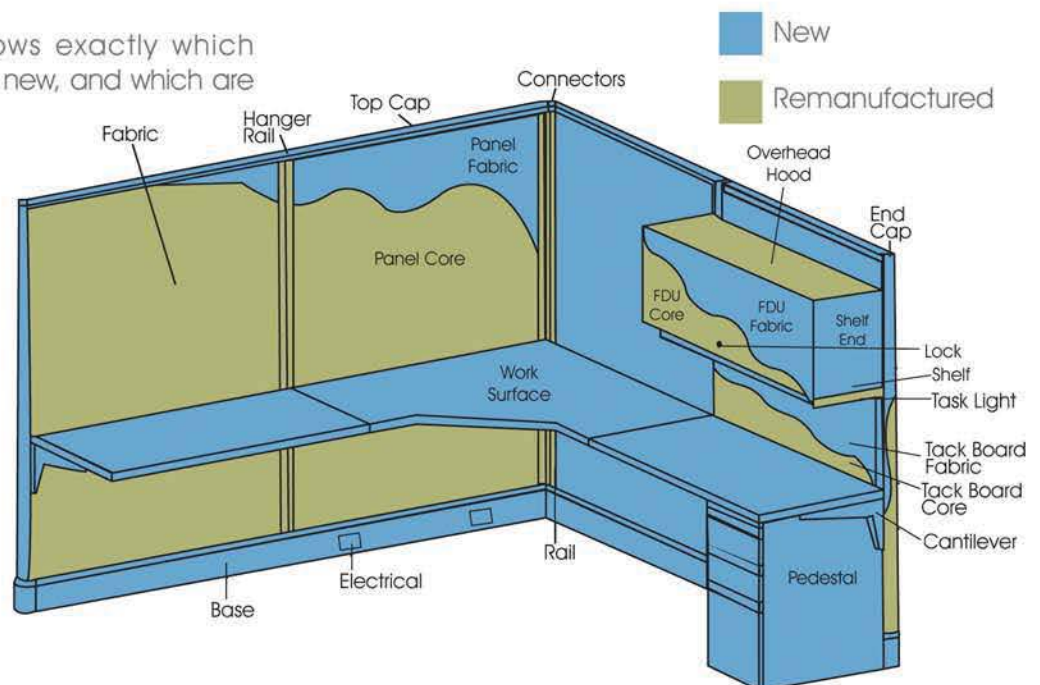 ows exactly which
new, and which are
New
Remanufactured
Connectors
Top Cap
Hanger
Rail
Fabric
Panel
Fabric
Overhead
Hood
End
Cap
Panel Core
FDU
Core
FDU
Fabric
Shelf
End
Lock
Shelf
Task Light
Work
Surface
Tack Board
Fabric
Tack Board
Core
Cantilever
Rail
Electrical
Base
Pedestal